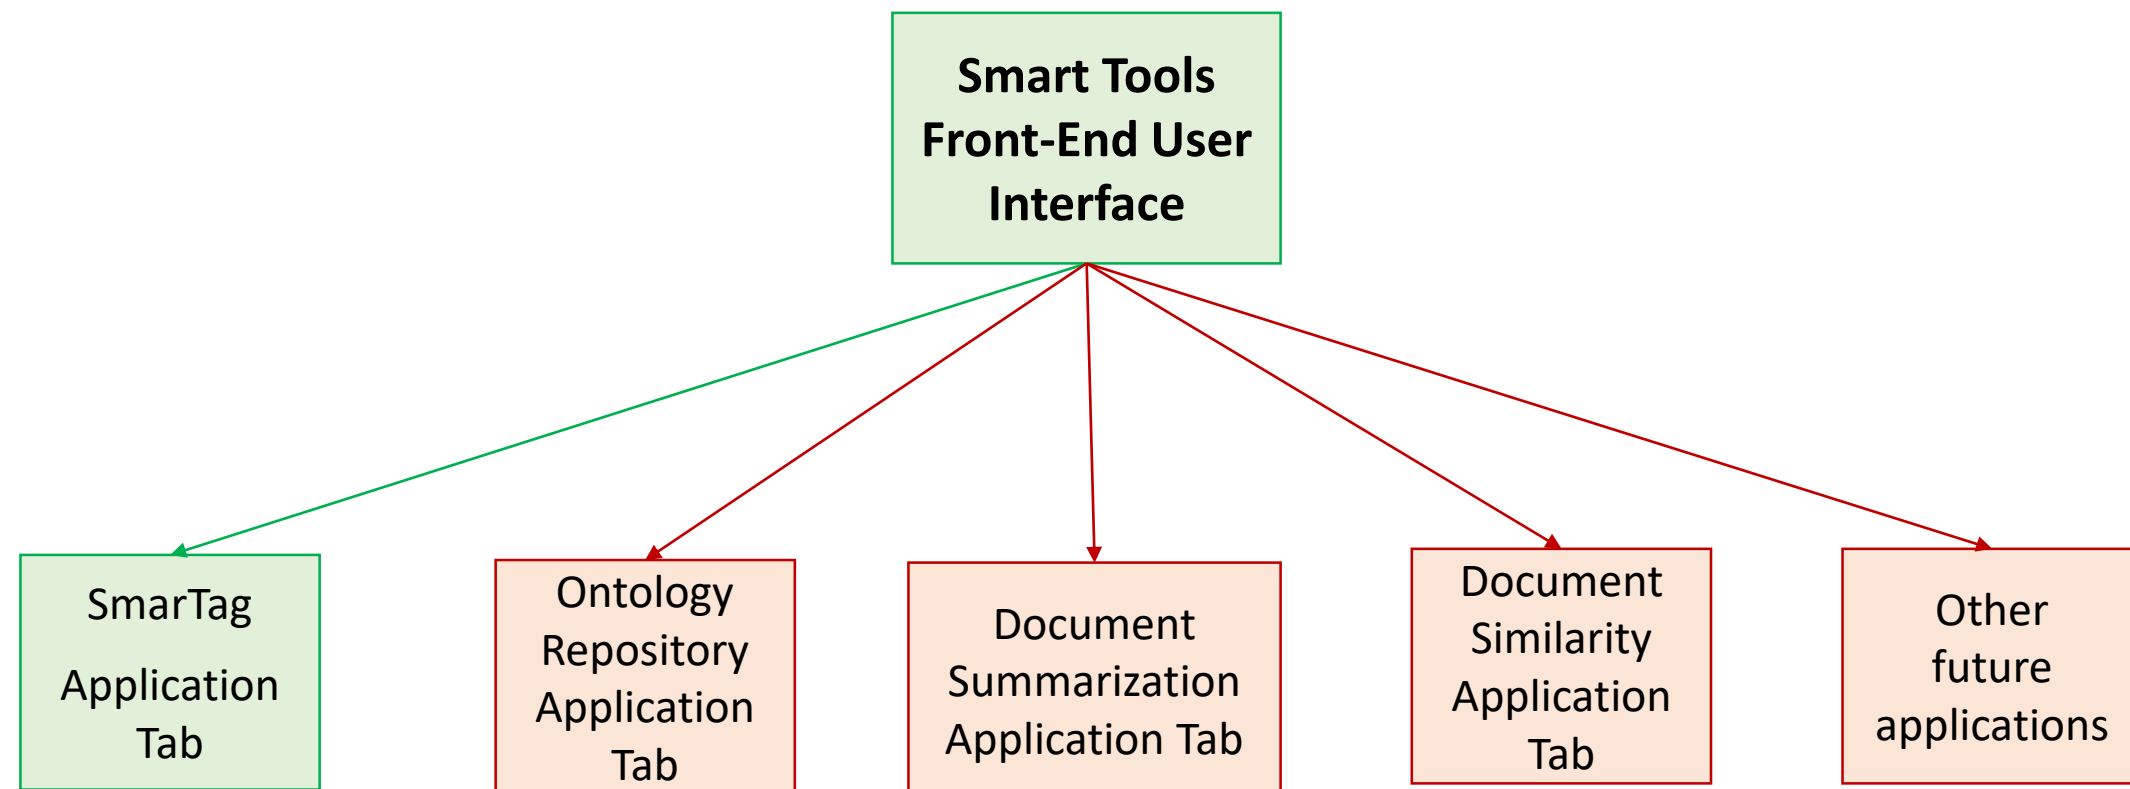 Smart Tools
Front-End User
Interface
SmarTag
Application
Tab
Ontology
Repository
Application
Tab
Document
Summarization
Application Tab
Document
Similarity
Application
Tab
Other
future
applications